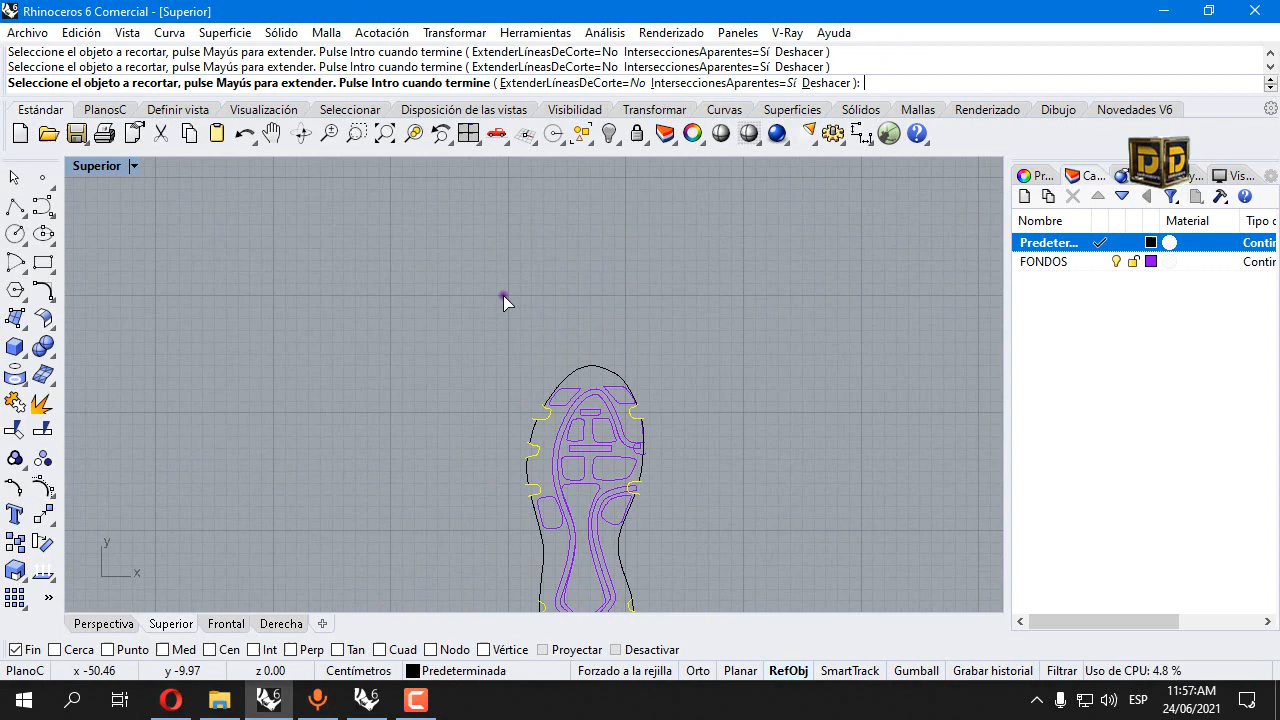 Rhinoceros 6 Comercial - [Superior]
Archivo Edición Vista Curva Superficie Sólido Malla Acotación Transformar Herramientas Análisis Renderizado Paneles V-Ray Ayuda
Seleccione el objeto a recortar, pulse Mayús para extender. Pulse Intro cuando termine ( ExtenderLíneasDeCorte=No InterseccionesAparentes=Sí Deshacer )
Seleccione el objeto a recortar, pulse Mayús para extender. Pulse Intro cuando termine ( ExtenderLíneasDeCorte=No InterseccionesAparentes=Sí Deshacer )
Seleccione el objeto a recortar, pulse Mayús para extender. Pulse Intro cuando termine ( ExtenderLíneasDeCorte=No InterseccionesAparentes=Sí Deshacer ):
Estándar PlanosC Definir vista Visualización Seleccionar Disposición de las vistas Visibilidad Transformar Curvas Superficies Sólidos Mallas Renderizado Dibujo Novedades V6
Superior
Pr... Ca... y... Vis...
Nombre Material Tipo c
Predeter... Contir
FONDOS Contir
y
x
Perspectiva Superior Frontal Derecha
Fin Cerca Punto Med Cen Int Perp Tan Cuad Nodo Vértice Proyectar Desactivar
PlanoC x -50.46 y -9.97 z 0.00 Centímetros Predeterminada Forzado a la rejilla Orto Planar RefObj SmartTrack Gumball Grabar historial Filtrar Uso de CPU: 4.8 %
ESP
11:57:AM
24/06/2021